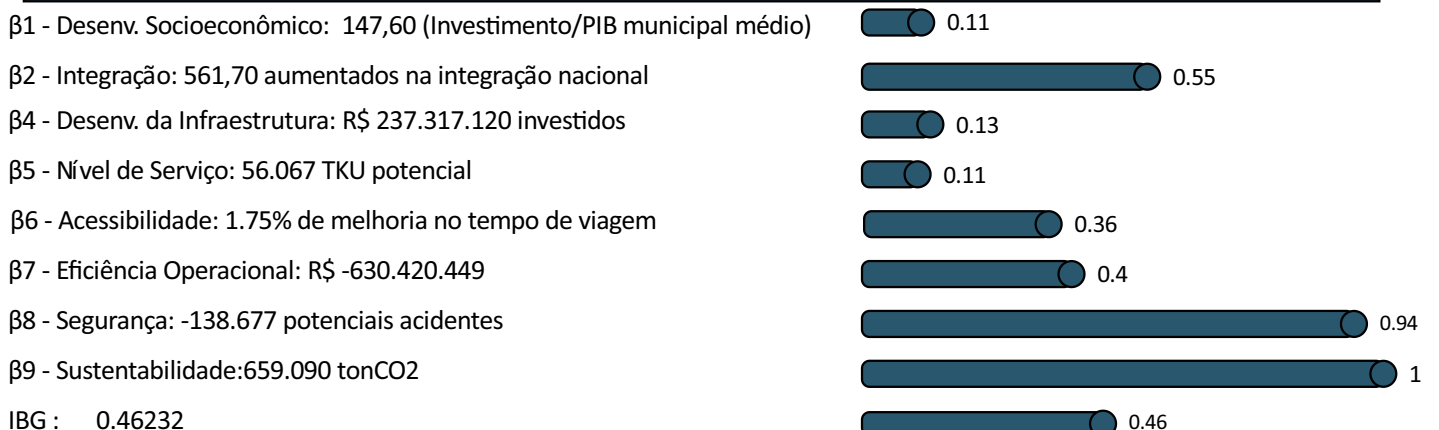 β1 - Desenv. Socioeconômico: 147,60 (Investimento/PIB municipal médio) 0.11
β2 - Integração: 561,70 aumentados na integração nacional 0.55
β4 - Desenv. da Infraestrutura: R$ 237.317.120 investidos 0.13
β5 - Nível de Serviço: 56.067 TKU potencial 0.11
β6 - Acessibilidade: 1.75% de melhoria no tempo de viagem 0.36
β7 - Eficiência Operacional: R$ -630.420.449 0.4
β8 - Segurança: -138.677 potenciais acidentes 0.94
β9 - Sustentabilidade:659.090 tonCO2 1
IBG : 0.46232 0.46